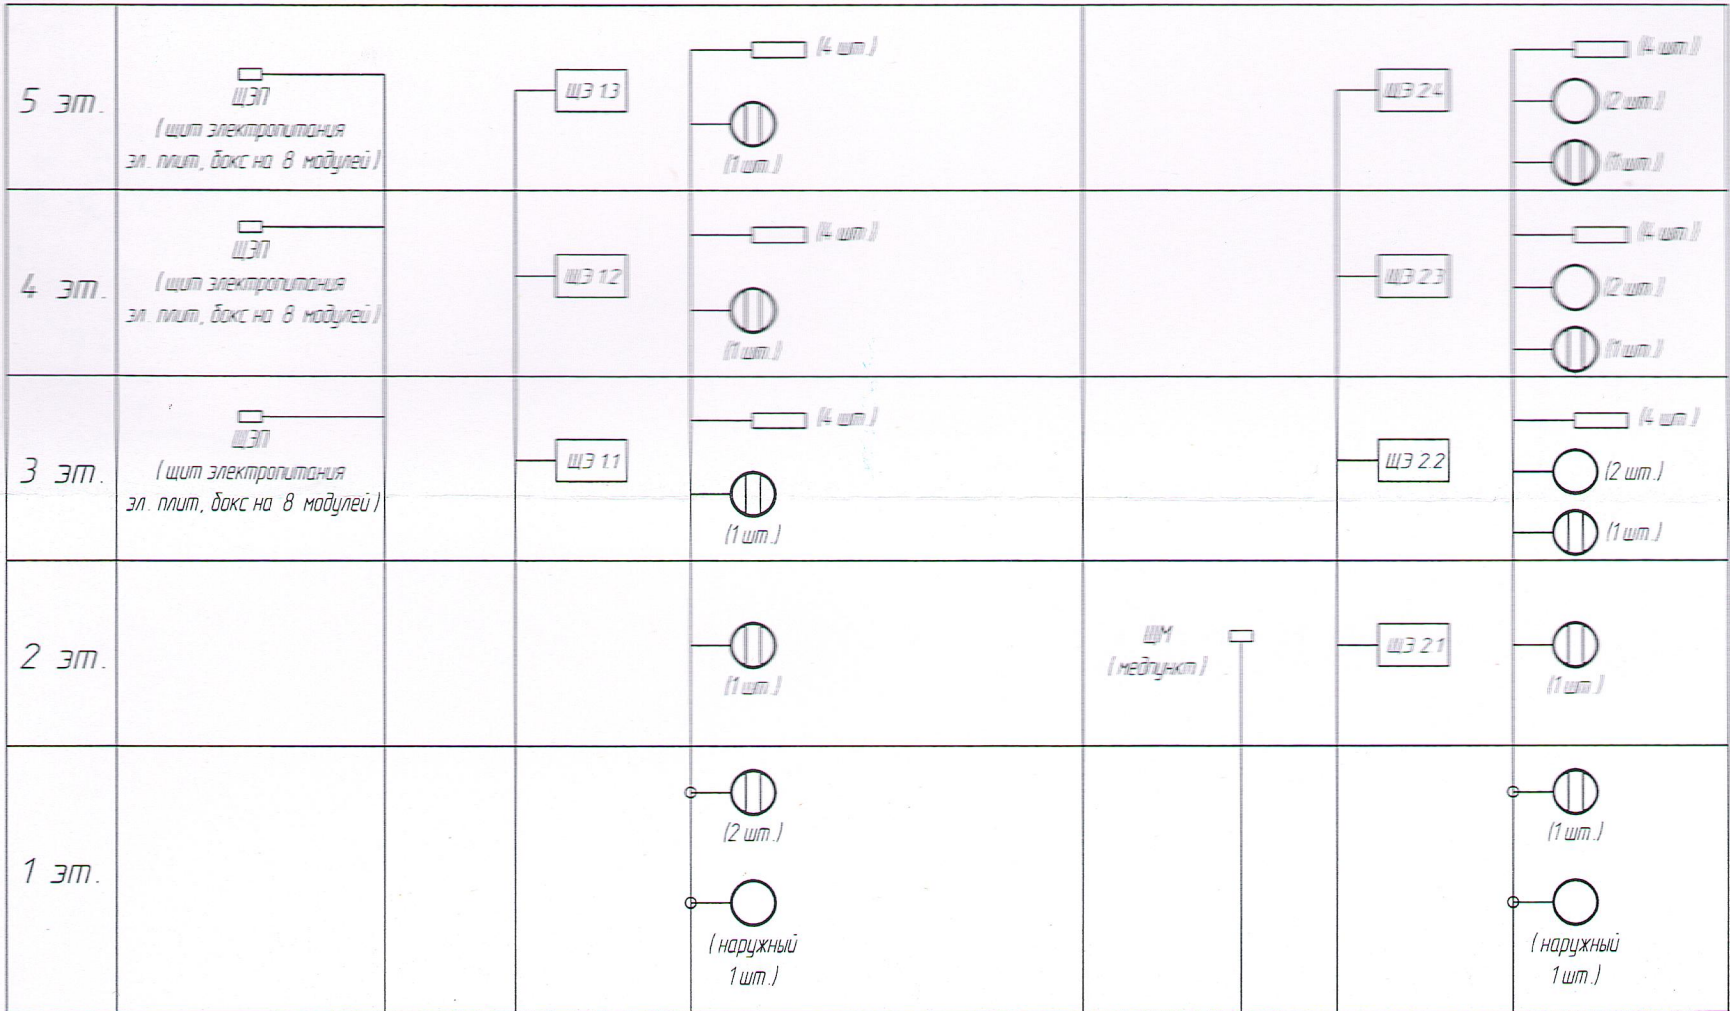 5 эт.
ЩЭП
(щит электропитания
эл. плит, бокс на 8 модулей)
ЩЭ 1.3
(4 шт.)
(1 шт.)
ЩЭ 2.4
(4 шт.)
(2 шт.)
(1 шт.)
4 эт.
ЩЭП
(щит электропитания
эл. плит, бокс на 8 модулей)
ЩЭ 1.2
(4 шт.)
(1 шт.)
ЩЭ 2.3
(4 шт.)
(2 шт.)
(1 шт.)
3 эт.
ЩЭП
(щит электропитания
эл. плит, бокс на 8 модулей)
ЩЭ 1.1
(4 шт.)
(1 шт.)
ЩЭ 2.2
(4 шт.)
(2 шт.)
(1 шт.)
2 эт.
(1 шт.)
ЩМ
(медпункт)
ЩЭ 2.1
(1 шт.)
1 эт.
(2 шт.)
(наружный
1 шт.)
(1 шт.)
(наружный
1 шт.)